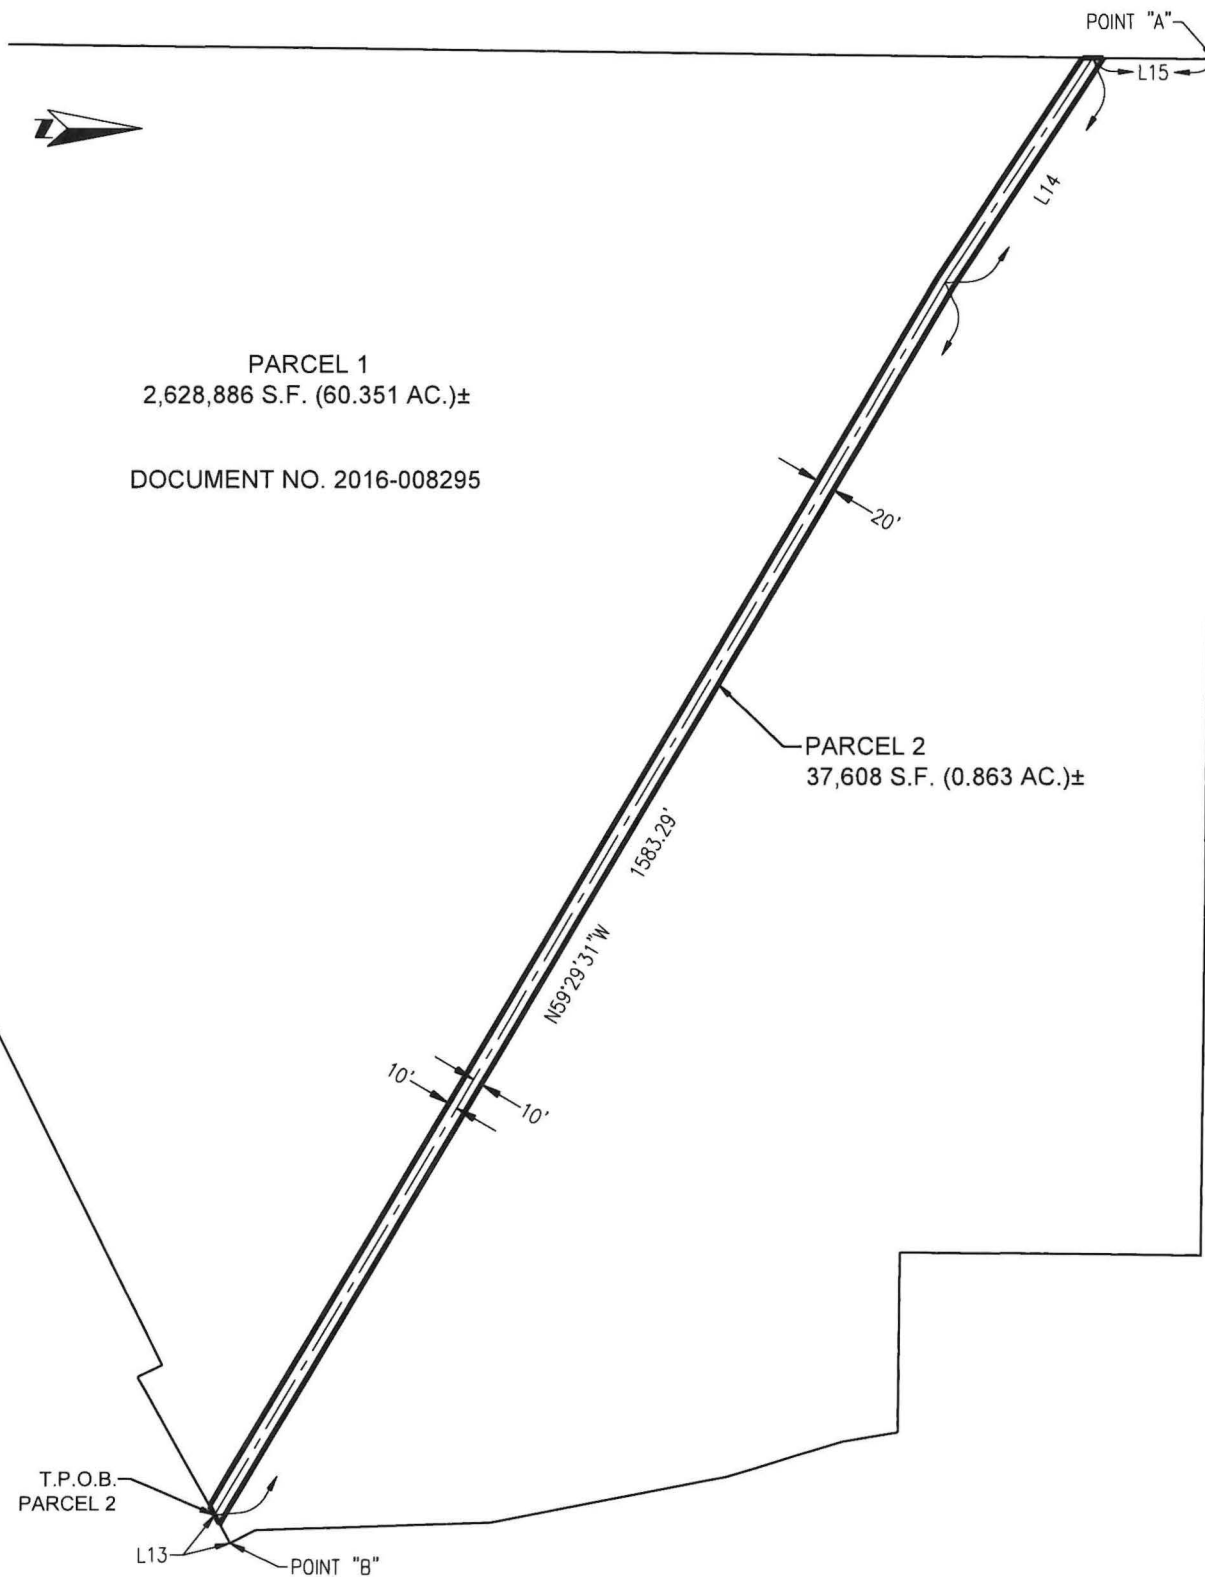 POINT "A"
L15
N
L14
PARCEL 1
2,628,886 S.F. (60.351 AC.)±
DOCUMENT NO. 2016-008295
20'
PARCEL 2
37,608 S.F. (0.863 AC.)±
1583.29'
N59°29'31"W
10'
10'
T.P.O.B.
PARCEL 2
L13
POINT "B"